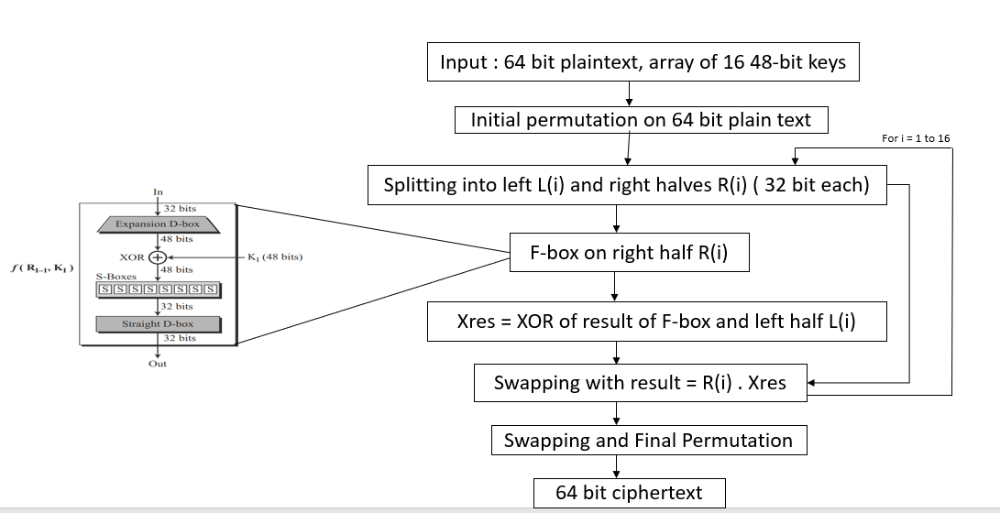 Input : 64 bit plaintext, array of 16 48-bit keys
Initial permutation on 64 bit plain text
For i = 1 to 16
Splitting into left L(i) and right halves R(i) ( 32 bit each)
F-box on right half R(i)
Xres = XOR of result of F-box and left half L(i)
Swapping with result = R(i) . Xres
Swapping and Final Permutation
64 bit ciphertext
In
32 bits
Expansion D-box
48 bits
XOR
K_I (48 bits)
f ( R_I–1, K_I )
48 bits
S-Boxes
S S S S S S S S
32 bits
Straight D-box
32 bits
Out